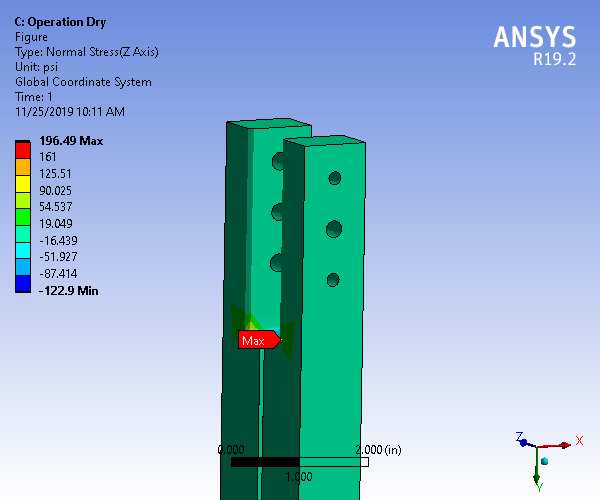 C: Operation Dry
Figure
Type: Normal Stress(Z Axis)
Unit: psi
Global Coordinate System
Time: 1
11/25/2019 10:11 AM
ANSYS
R19.2
196.49 Max
161
125.51
90.025
54.537
19.049
-16.439
-51.927
-87.414
-122.9 Min
Max
0.000
2.000 (in)
1.000
Z
X
Y